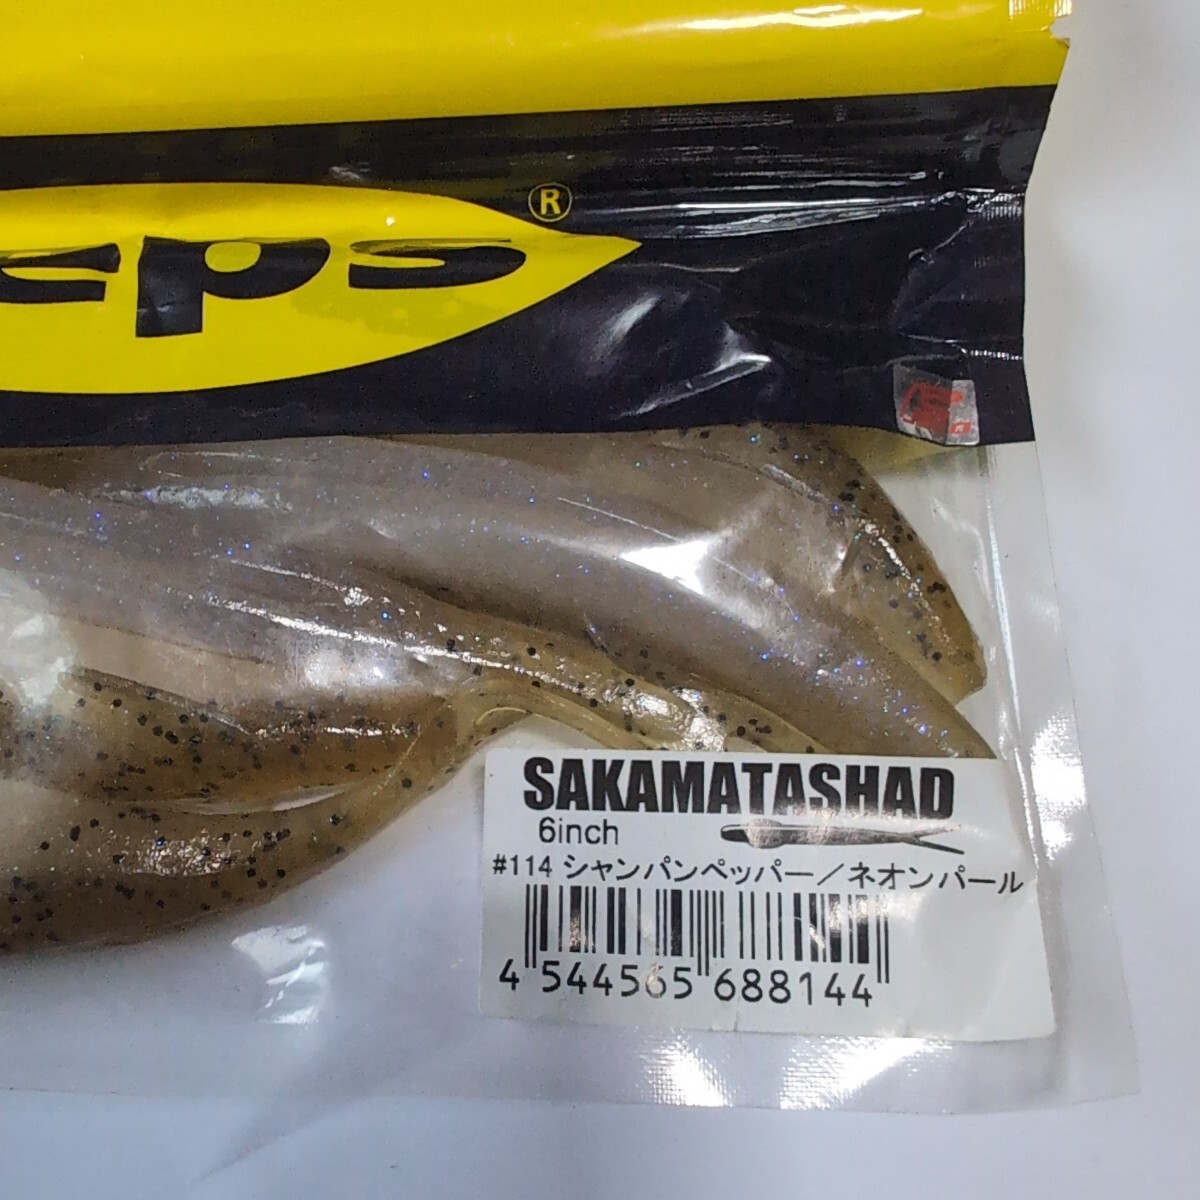 eps
®
SAKAMATASHAD
6inch
#114 シャンパンペッパー／ネオンパール
4 544565 688144